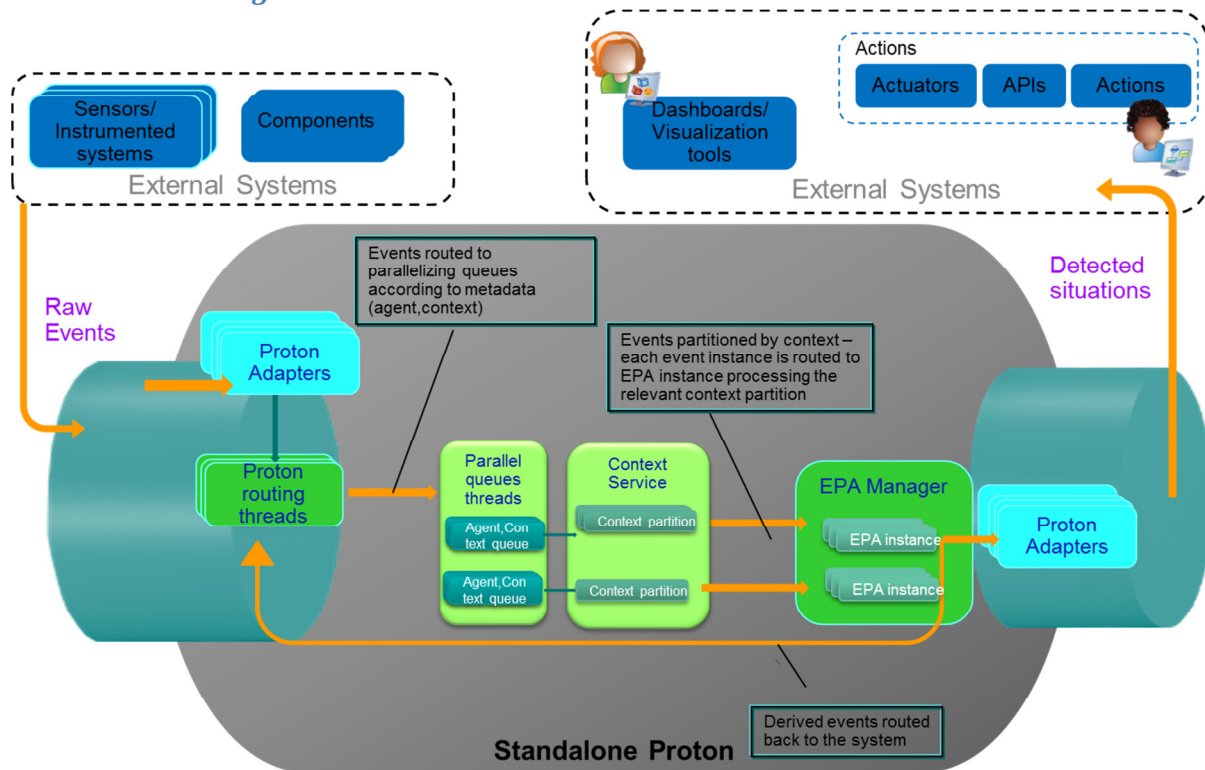 Sensors/
Instrumented
systems
Components
External Systems
Dashboards/
Visualization
tools
Actions
Actuators
APIs
Actions
External Systems
Raw
Events
Detected
situations
Events routed to
parallelizing queues
according to metadata
(agent,context)
Events partitioned by context –
each event instance is routed to
EPA instance processing the
relevant context partition
Proton
Adapters
Proton
routing
threads
Parallel
queues
threads
Agent,Con
text queue
Agent,Con
text queue
Context
Service
Context partition
Context partition
EPA Manager
EPA instance
EPA instance
Proton
Adapters
Derived events routed
back to the system
Standalone Proton